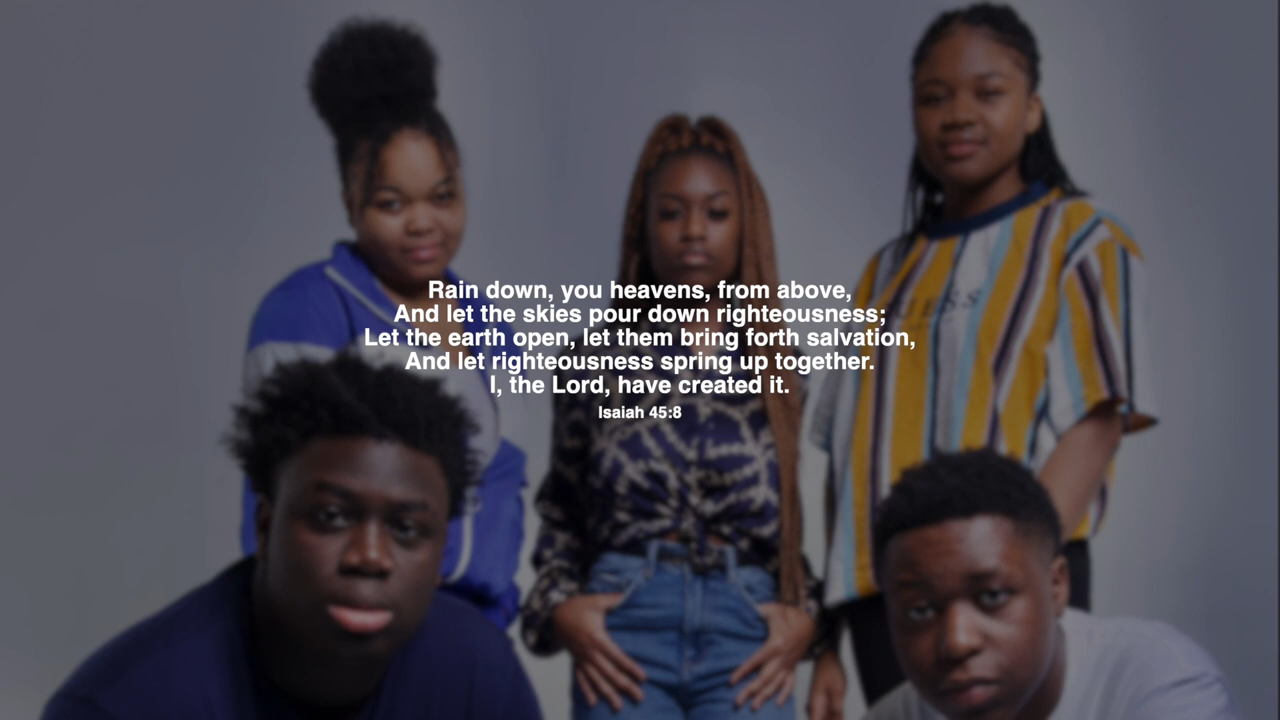 Rain down, you heavens, from above,
And let the skies pour down righteousness;
Let the earth open, let them bring forth salvation,
And let righteousness spring up together.
I, the Lord, have created it.
Isaiah 45:8